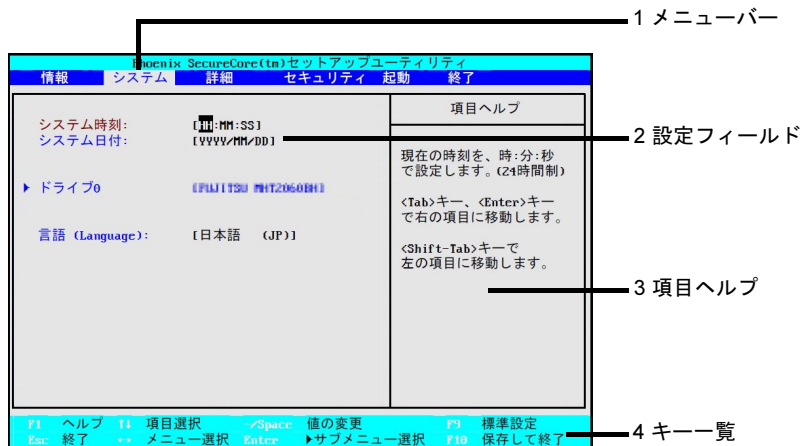 1 メニューバー
Phoenix SecureCore(tm)セットアップユーティリティ
情報 システム 詳細 セキュリティ 起動 終了
項目ヘルプ
システム時刻: [HH:MM:SS]
システム日付: [YYYY/MM/DD]
2 設定フィールド
現在の時刻を、時:分:秒
で設定します。(24時間制)
ドライブ0 [FUJITSU MHT2060BH]
<Tab>キー、<Enter>キー
で右の項目に移動します。
言語 (Language): [日本語 (JP)]
<Shift-Tab>キーで
左の項目に移動します。
3 項目ヘルプ
F1 ヘルプ ↑↓ 項目選択 -/Space 値の変更 F9 標準設定
Esc 終了 ↔ メニュー選択 Enter ▶サブメニュー選択 F10 保存して終了
4 キー一覧